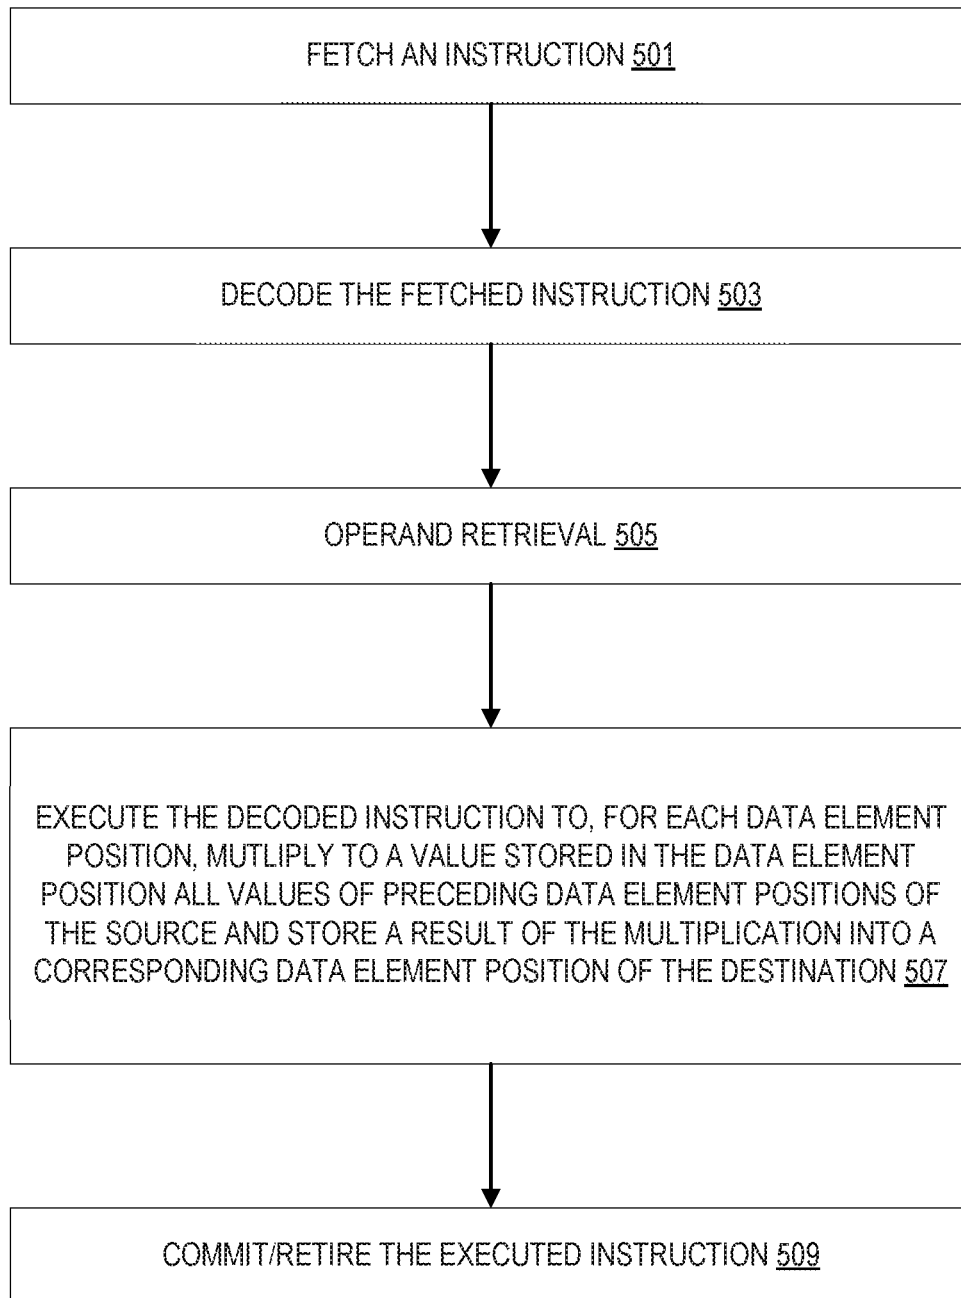 FETCH AN INSTRUCTION 501
DECODE THE FETCHED INSTRUCTION 503
OPERAND RETRIEVAL 505
EXECUTE THE DECODED INSTRUCTION TO, FOR EACH DATA ELEMENT
POSITION, MUTLIPLY TO A VALUE STORED IN THE DATA ELEMENT
POSITION ALL VALUES OF PRECEDING DATA ELEMENT POSITIONS OF
THE SOURCE AND STORE A RESULT OF THE MULTIPLICATION INTO A
CORRESPONDING DATA ELEMENT POSITION OF THE DESTINATION 507
COMMIT/RETIRE THE EXECUTED INSTRUCTION 509